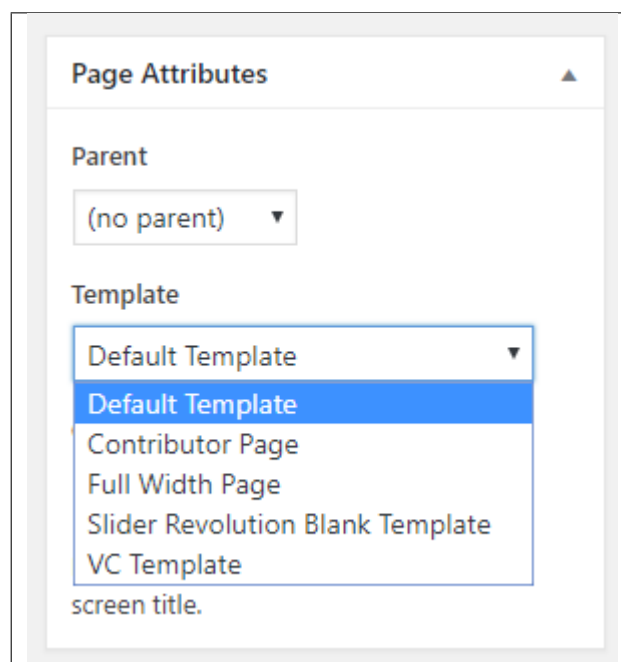 Page Attributes
Parent
(no parent)
Template
Default Template
Default Template
Contributor Page
Full Width Page
Slider Revolution Blank Template
VC Template
screen title.